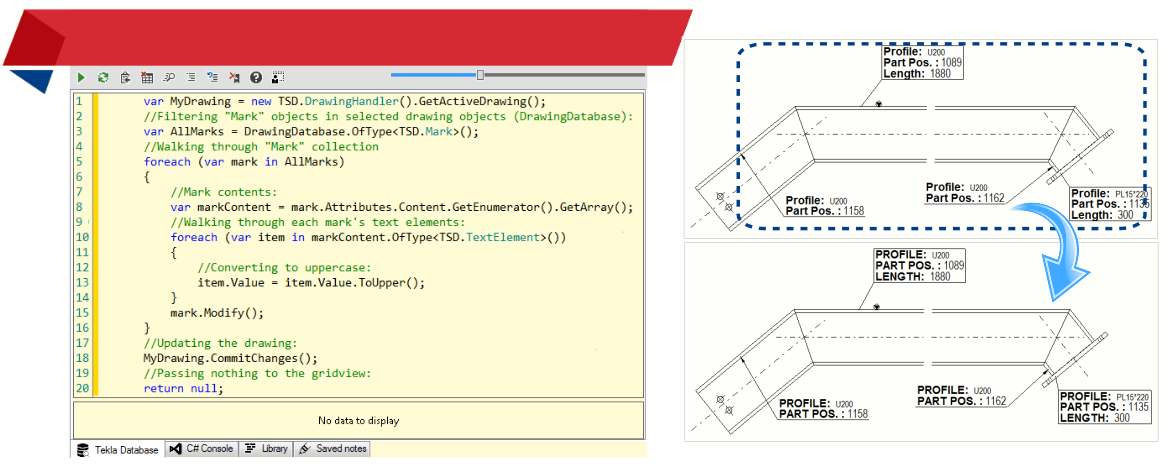 1 var MyDrawing = new TSD.DrawingHandler().GetActiveDrawing();
2 //Filtering "Mark" objects in selected drawing objects (DrawingDatabase):
3 var AllMarks = DrawingDatabase.OfType<TSD.Mark>();
4 //Walking through "Mark" collection
5 foreach (var mark in AllMarks)
6 {
7 //Mark contents:
8 var markContent = mark.Attributes.Content.GetEnumerator().GetArray();
9 //Walking through each mark's text elements:
10 foreach (var item in markContent.OfType<TSD.TextElement>())
11 {
12 //Converting to uppercase:
13 item.Value = item.Value.ToUpper();
14 }
15 mark.Modify();
16 }
17 //Updating the drawing:
18 MyDrawing.CommitChanges();
19 //Passing nothing to the gridview:
20 return null;
No data to display
Tekla Database C# Console Library Saved notes
Profile: U200
Part Pos. : 1089
Length: 1880
Profile: U200
Part Pos. : 1158
Profile: U200
Part Pos. : 1162
Profile: PL15*220
Part Pos. : 1135
Length: 300
PROFILE: U200
PART POS. : 1089
LENGTH: 1880
PROFILE: U200
PART POS. : 1158
PROFILE: U200
PART POS. : 1162
PROFILE: PL15*220
PART POS. : 1135
LENGTH: 300